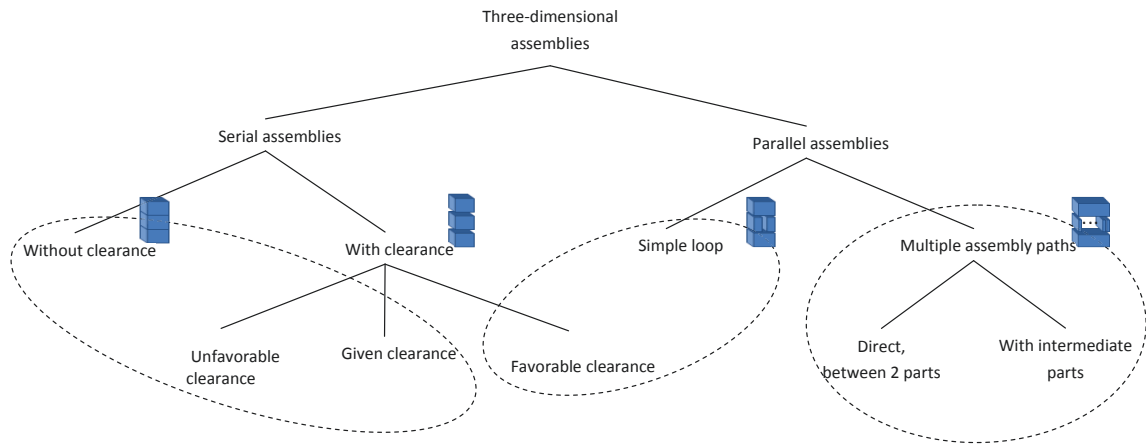 Three-dimensional
assemblies
Serial assemblies
Parallel assemblies
Without clearance
With clearance
Simple loop
Multiple assembly paths
Unfavorable
clearance
Given clearance
Favorable clearance
Direct,
between 2 parts
With intermediate
parts